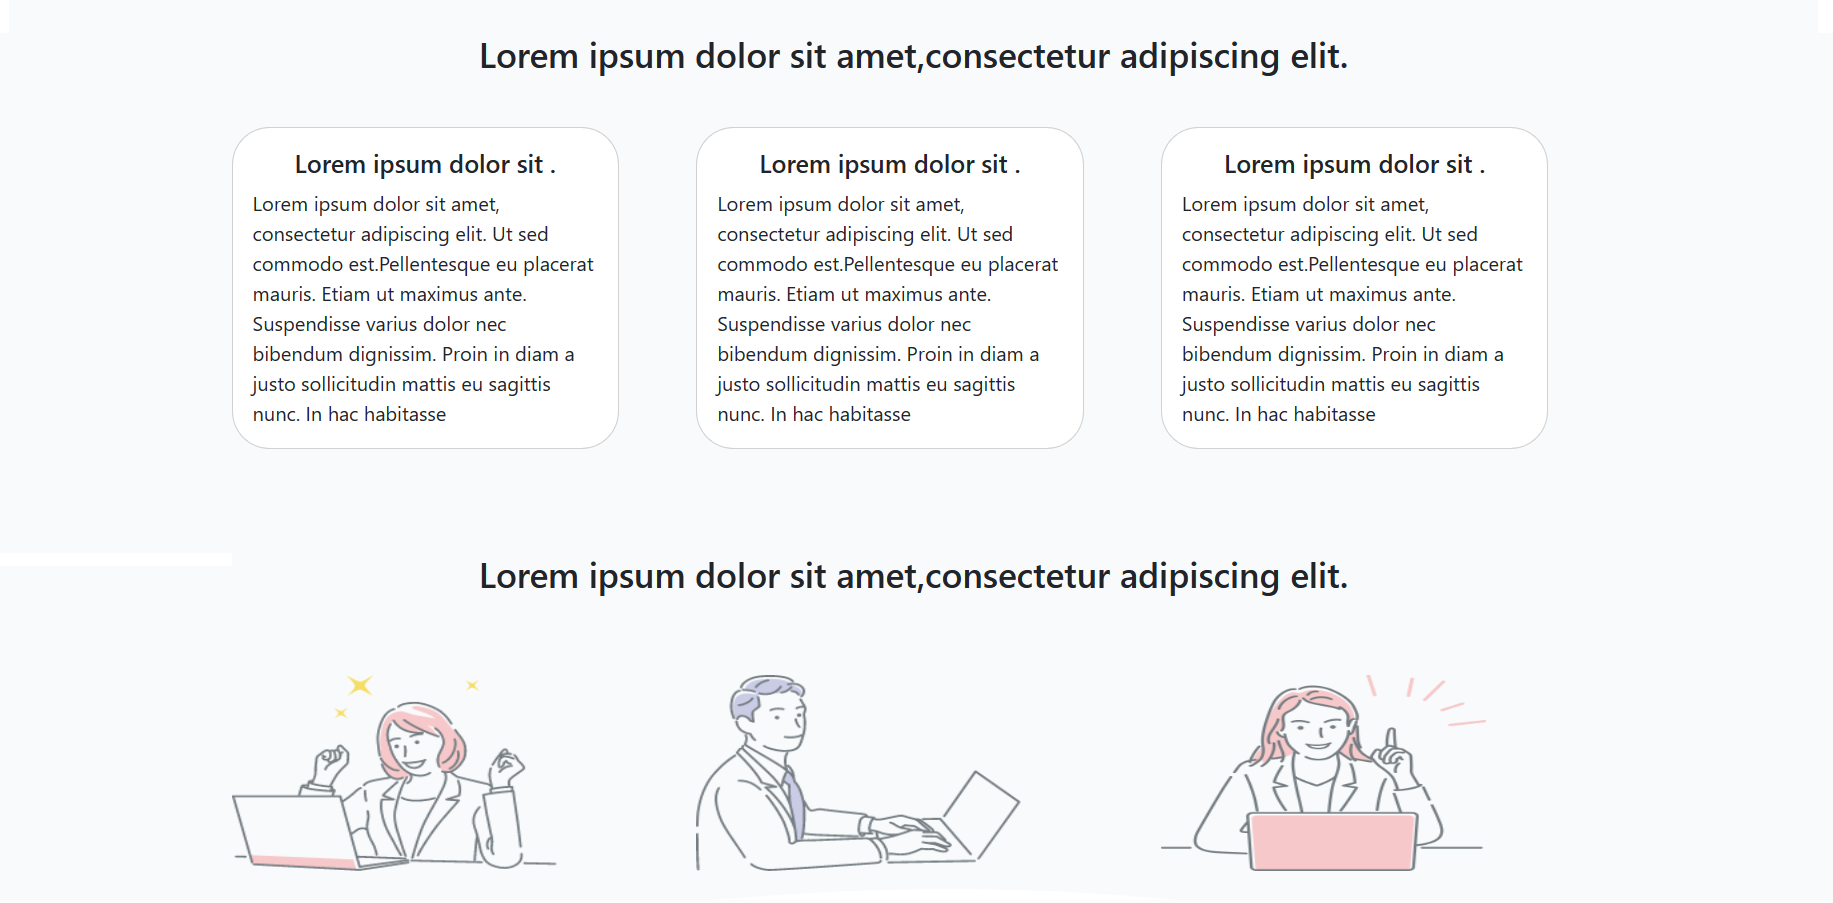 Lorem ipsum dolor sit amet,consectetur adipiscing elit.
Lorem ipsum dolor sit .
Lorem ipsum dolor sit amet,
consectetur adipiscing elit. Ut sed
commodo est.Pellentesque eu placerat
mauris. Etiam ut maximus ante.
Suspendisse varius dolor nec
bibendum dignissim. Proin in diam a
justo sollicitudin mattis eu sagittis
nunc. In hac habitasse
Lorem ipsum dolor sit .
Lorem ipsum dolor sit amet,
consectetur adipiscing elit. Ut sed
commodo est.Pellentesque eu placerat
mauris. Etiam ut maximus ante.
Suspendisse varius dolor nec
bibendum dignissim. Proin in diam a
justo sollicitudin mattis eu sagittis
nunc. In hac habitasse
Lorem ipsum dolor sit .
Lorem ipsum dolor sit amet,
consectetur adipiscing elit. Ut sed
commodo est.Pellentesque eu placerat
mauris. Etiam ut maximus ante.
Suspendisse varius dolor nec
bibendum dignissim. Proin in diam a
justo sollicitudin mattis eu sagittis
nunc. In hac habitasse
Lorem ipsum dolor sit amet,consectetur adipiscing elit.